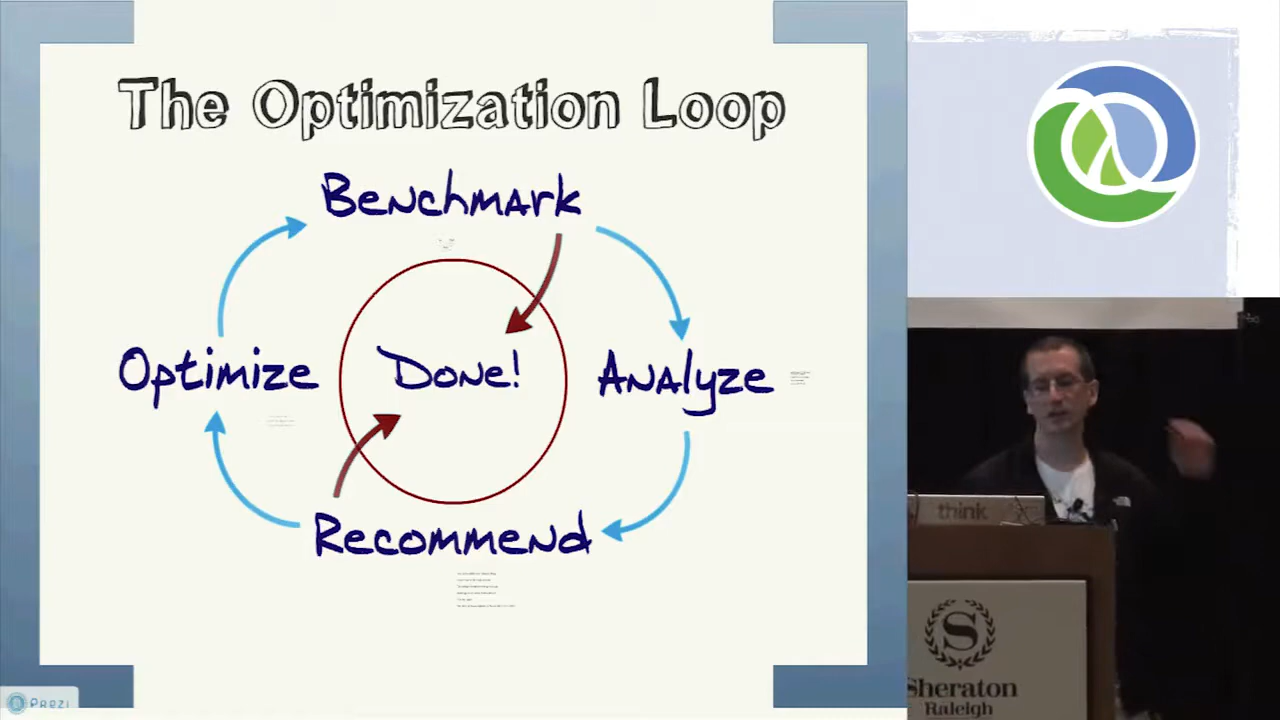 The Optimization Loop
Benchmark
Optimize
Done!
Analyze
Recommend
Prezi
think
S
Sheraton
Raleigh